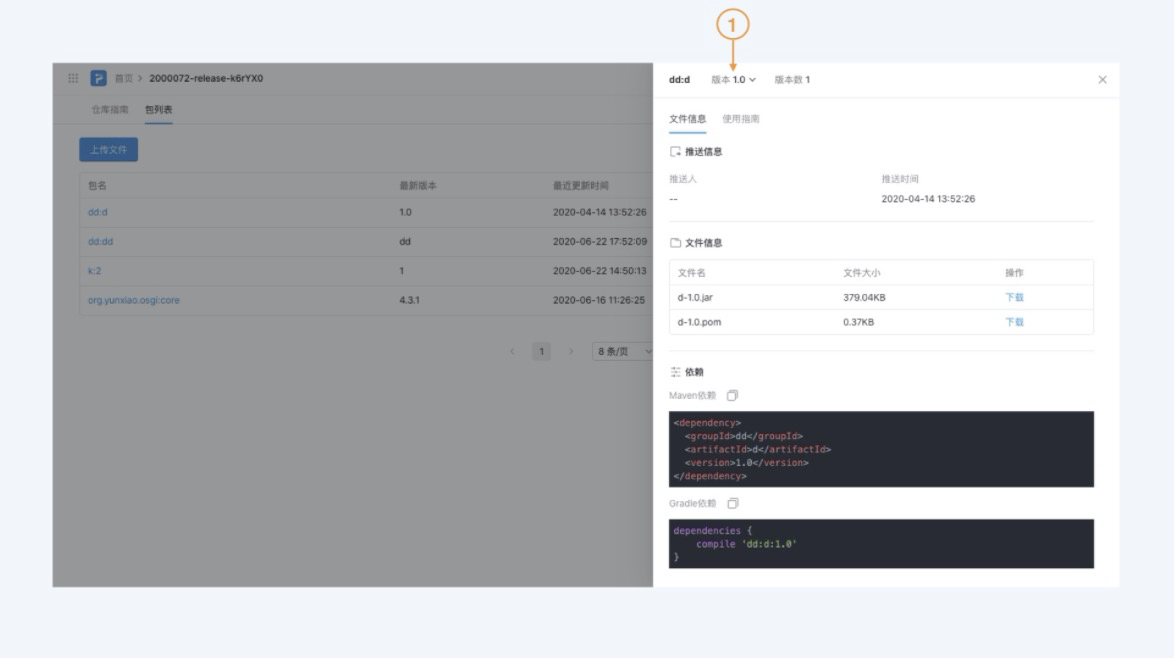 1
首页 > 2000072-release-k6rYX0
仓库指南 包列表
上传文件
包名 最新版本 最近更新时间
dd:d 1.0 2020-04-14 13:52:26
dd:dd dd 2020-06-22 17:52:09
k:2 1 2020-06-22 14:50:13
org.yunxiao.osgi:core 4.3.1 2020-06-16 11:26:25
< 1 > 8 条/页
dd:d 版本 1.0 版本数 1
文件信息 使用指南
推送信息
推送人 推送时间
-- 2020-04-14 13:52:26
文件信息
文件名 文件大小 操作
d-1.0.jar 379.04KB 下载
d-1.0.pom 0.37KB 下载
依赖
Maven依赖
<dependency>
  <groupId>dd</groupId>
  <artifactId>d</artifactId>
  <version>1.0</version>
</dependency>
Gradle依赖
dependencies {
    compile 'dd:d:1.0'
}